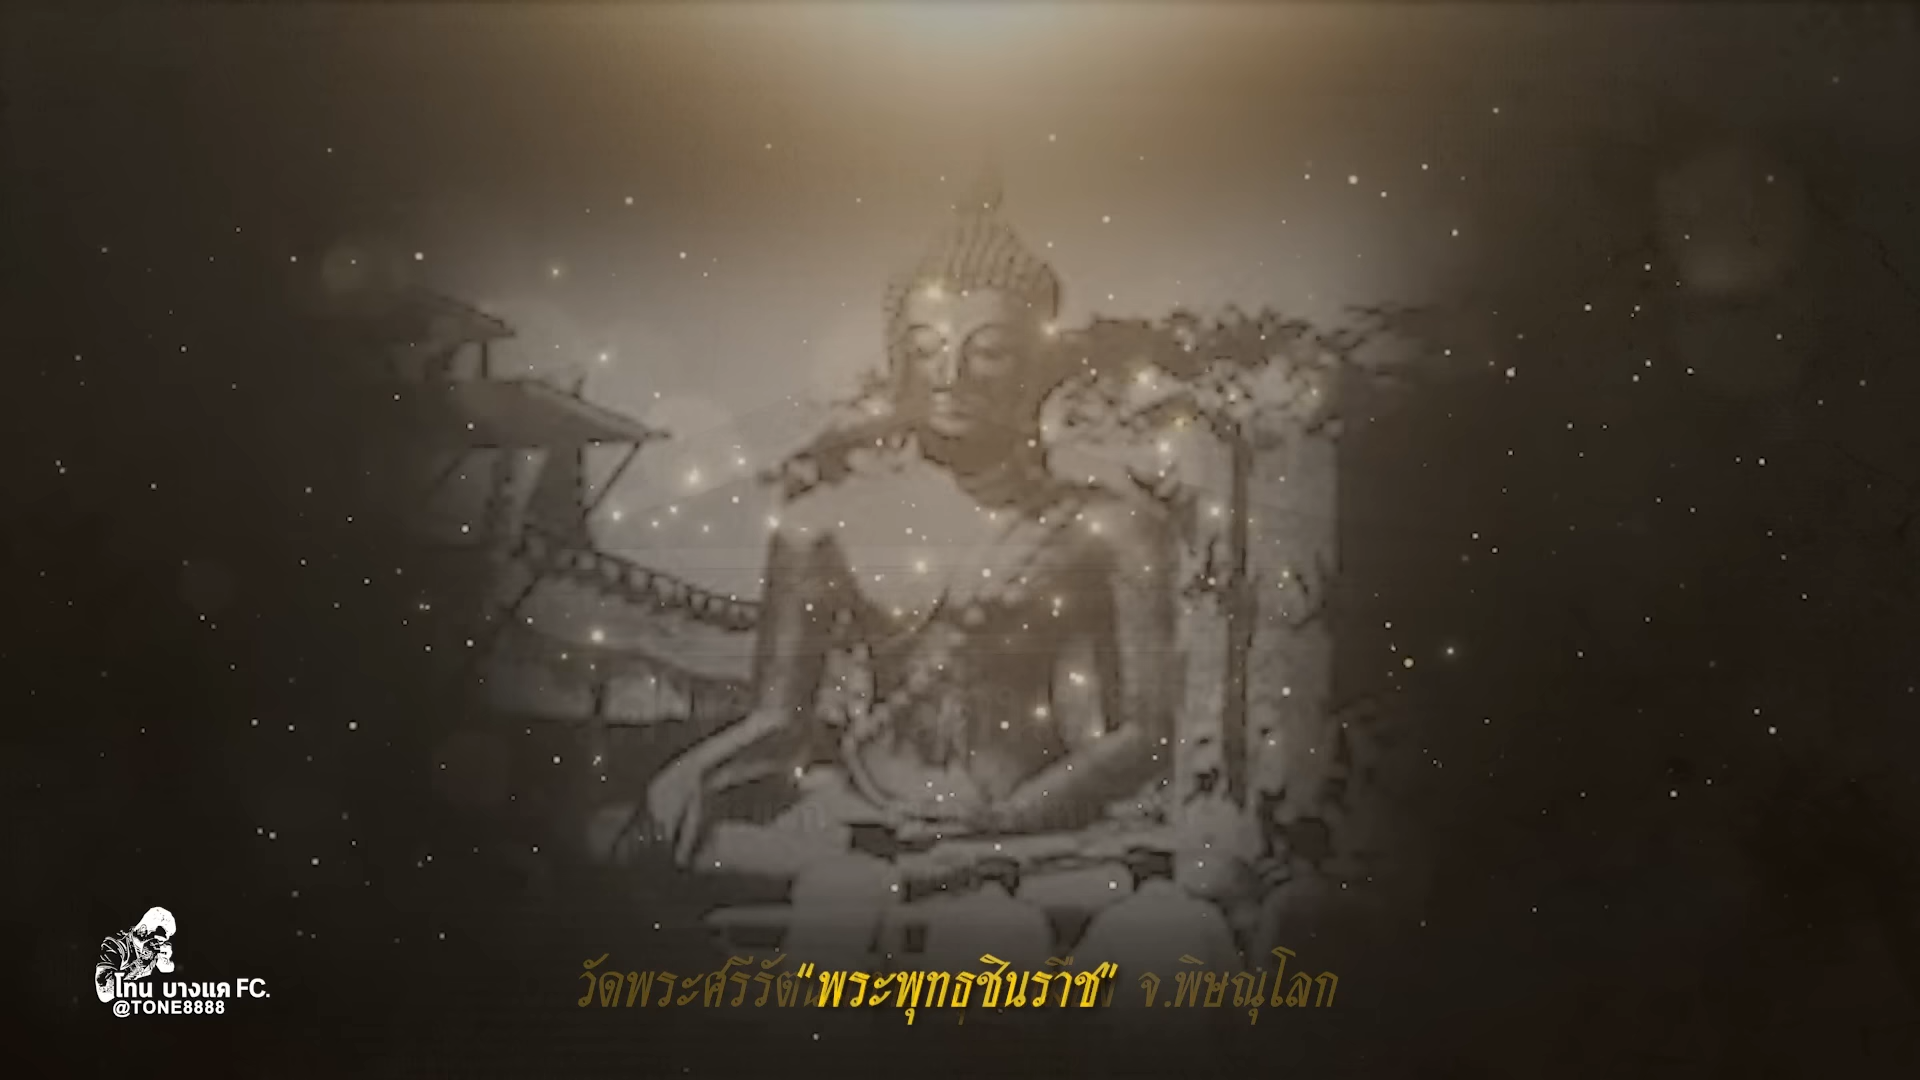 โทน บางแค FC.
@TONE8888
วัดพระศรีรัต
"พระพุทธชินราช"
จ.พิษณุโลก